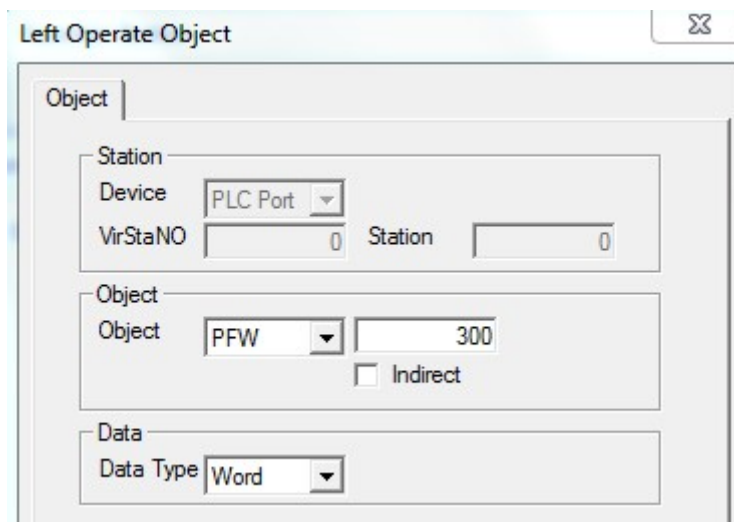 Left Operate Object
Object
Station
Device PLC Port
VirStaNO 0 Station 0
Object
Object PFW 300
Indirect
Data
Data Type Word